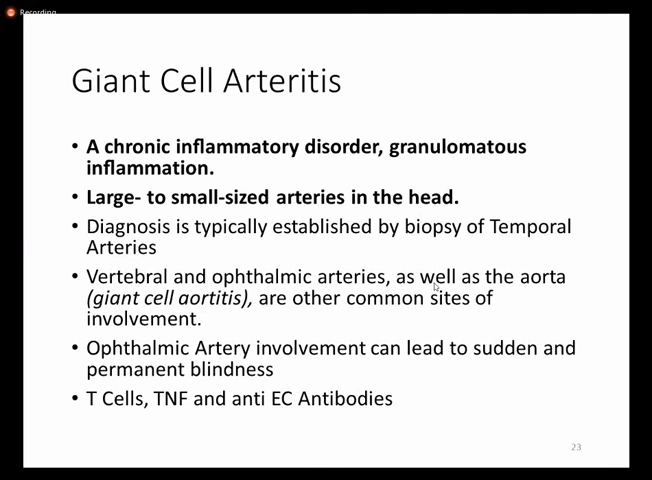 Recording
Giant Cell Arteritis
• A chronic inflammatory disorder, granulomatous
inflammation.
• Large- to small-sized arteries in the head.
• Diagnosis is typically established by biopsy of Temporal
Arteries
• Vertebral and ophthalmic arteries, as well as the aorta
(giant cell aortitis), are other common sites of
involvement.
• Ophthalmic Artery involvement can lead to sudden and
permanent blindness
• T Cells, TNF and anti EC Antibodies
23